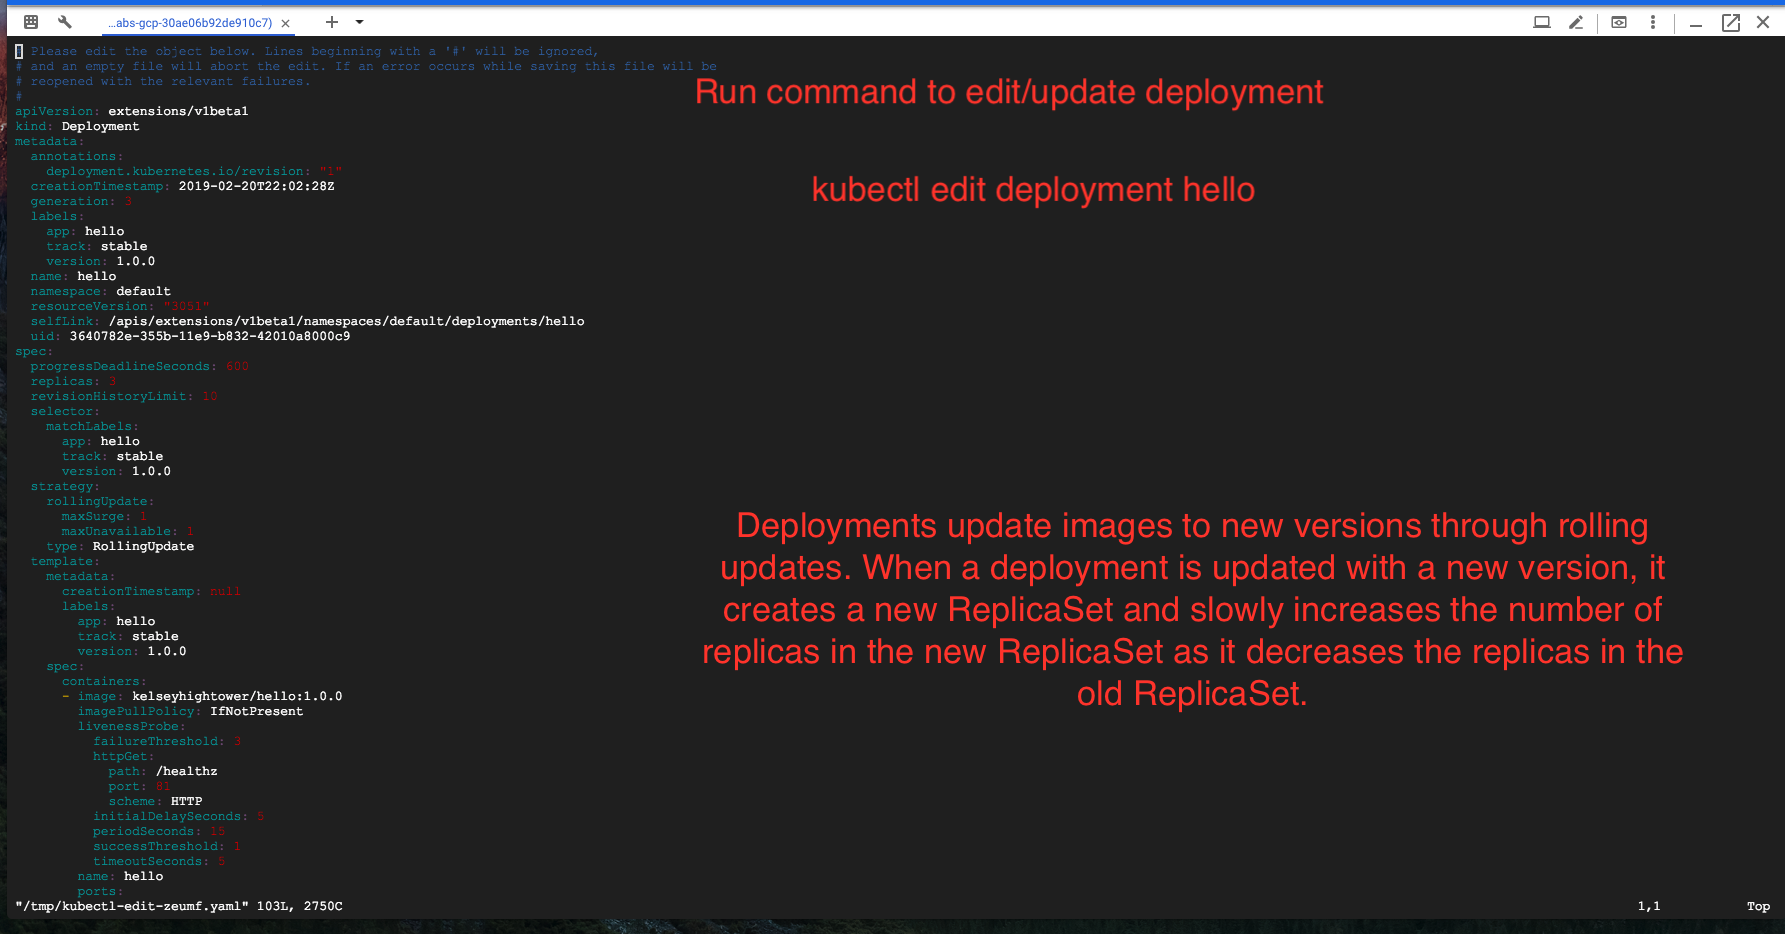 ...abs-gcp-30ae06b92de910c7)
# Please edit the object below. Lines beginning with a '#' will be ignored,
# and an empty file will abort the edit. If an error occurs while saving this file will be
# reopened with the relevant failures.
#
apiVersion: extensions/v1beta1
kind: Deployment
metadata:
  annotations:
    deployment.kubernetes.io/revision: "1"
  creationTimestamp: 2019-02-20T22:02:28Z
  generation: 3
  labels:
    app: hello
    track: stable
    version: 1.0.0
  name: hello
  namespace: default
  resourceVersion: "3051"
  selfLink: /apis/extensions/v1beta1/namespaces/default/deployments/hello
  uid: 3640782e-355b-11e9-b832-42010a8000c9
spec:
  progressDeadlineSeconds: 600
  replicas: 3
  revisionHistoryLimit: 10
  selector:
    matchLabels:
      app: hello
      track: stable
      version: 1.0.0
  strategy:
    rollingUpdate:
      maxSurge: 1
      maxUnavailable: 1
    type: RollingUpdate
  template:
    metadata:
      creationTimestamp: null
      labels:
        app: hello
        track: stable
        version: 1.0.0
    spec:
      containers:
      - image: kelseyhightower/hello:1.0.0
        imagePullPolicy: IfNotPresent
        livenessProbe:
          failureThreshold: 3
          httpGet:
            path: /healthz
            port: 81
            scheme: HTTP
          initialDelaySeconds: 5
          periodSeconds: 15
          successThreshold: 1
          timeoutSeconds: 5
        name: hello
        ports:
"/tmp/kubectl-edit-zeumf.yaml" 103L, 2750C
1,1
Top
Run command to edit/update deployment
kubectl edit deployment hello
Deployments update images to new versions through rolling
updates. When a deployment is updated with a new version, it
creates a new ReplicaSet and slowly increases the number of
replicas in the new ReplicaSet as it decreases the replicas in the
old ReplicaSet.